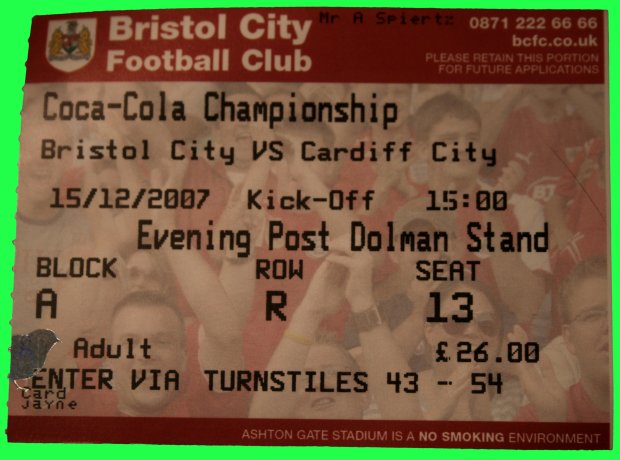 Mr A Spiertz
Bristol City
Football Club
0871 222 66 66
bcfc.co.uk
PLEASE RETAIN THIS PORTION
FOR FUTURE APPLICATIONS
Coca-Cola Championship
Bristol City VS Cardiff City
15/12/2007 Kick-Off 15:00
Evening Post Dolman Stand
BLOCK ROW SEAT
A R 13
Adult £26.00
ENTER VIA TURNSTILES 43 - 54
Card
Jayne
ASHTON GATE STADIUM IS A NO SMOKING ENVIRONMENT